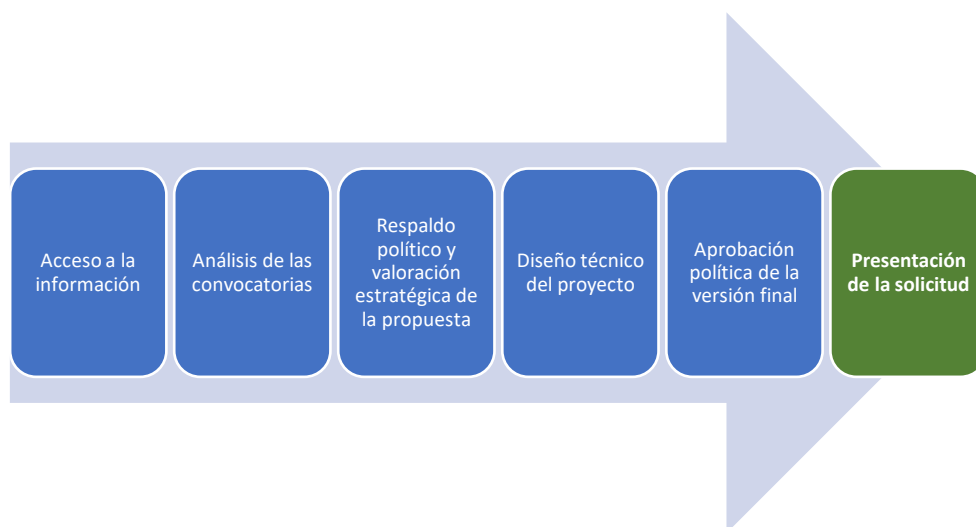 Acceso a la
información
Análisis de las
convocatorias
Respaldo
político y
valoración
estratégica de
la propuesta
Diseño técnico
del proyecto
Aprobación
política de la
versión final
Presentación
de la solicitud